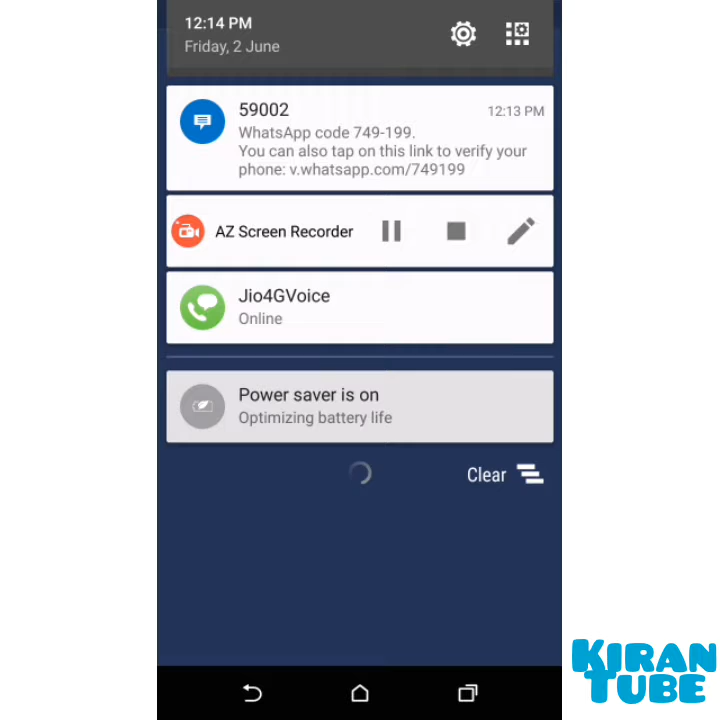 12:14 PM
Friday, 2 June
59002
12:13 PM
WhatsApp code 749-199.
You can also tap on this link to verify your
phone: v.whatsapp.com/749199
AZ Screen Recorder
Jio4GVoice
Online
Power saver is on
Optimizing battery life
Clear
KIRAN
TUBE